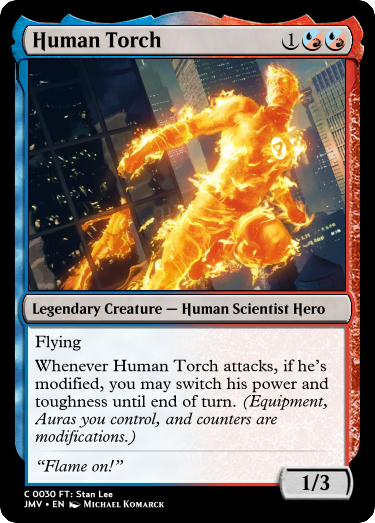 Human Torch 1
Legendary Creature — Human Scientist Hero
Flying
Whenever Human Torch attacks, if he's
modified, you may switch his power and
toughness until end of turn. (Equipment,
Auras you control, and counters are
modifications.)
“Flame on!”
1/3
C 0030 FT: Stan Lee
JMV • EN Michael Komarck